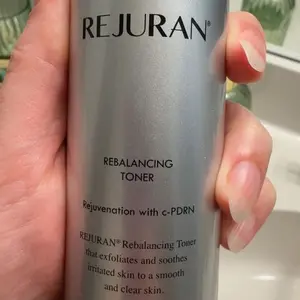 REJURAN®
REBALANCING
TONER
Rejuvenation with c-PDRN
REJURAN® Rebalancing Toner
that exfoliates and soothes
irritated skin to a smooth
and clear skin.